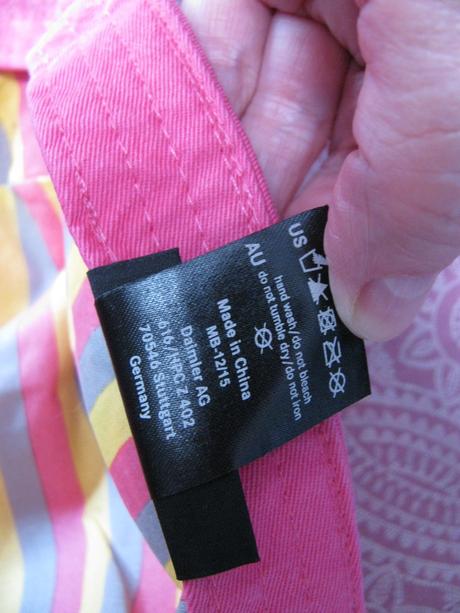 US
hand wash/do not bleach
AU do not tumble dry/do not iron
Made in China
MB-12/15
Daimler AG
616/HPCZ 402
70546 Stuttgart
Germany